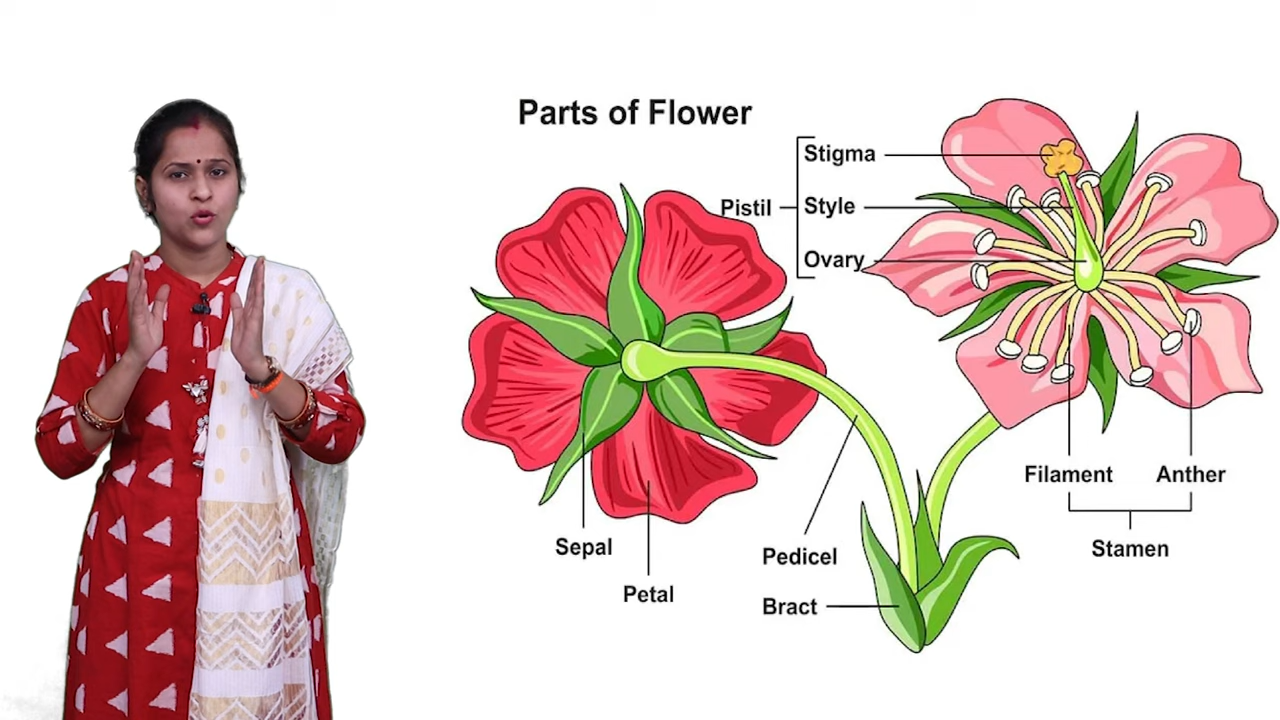 Parts of Flower
Stigma
Pistil
Style
Ovary
Filament
Anther
Stamen
Sepal
Pedicel
Petal
Bract